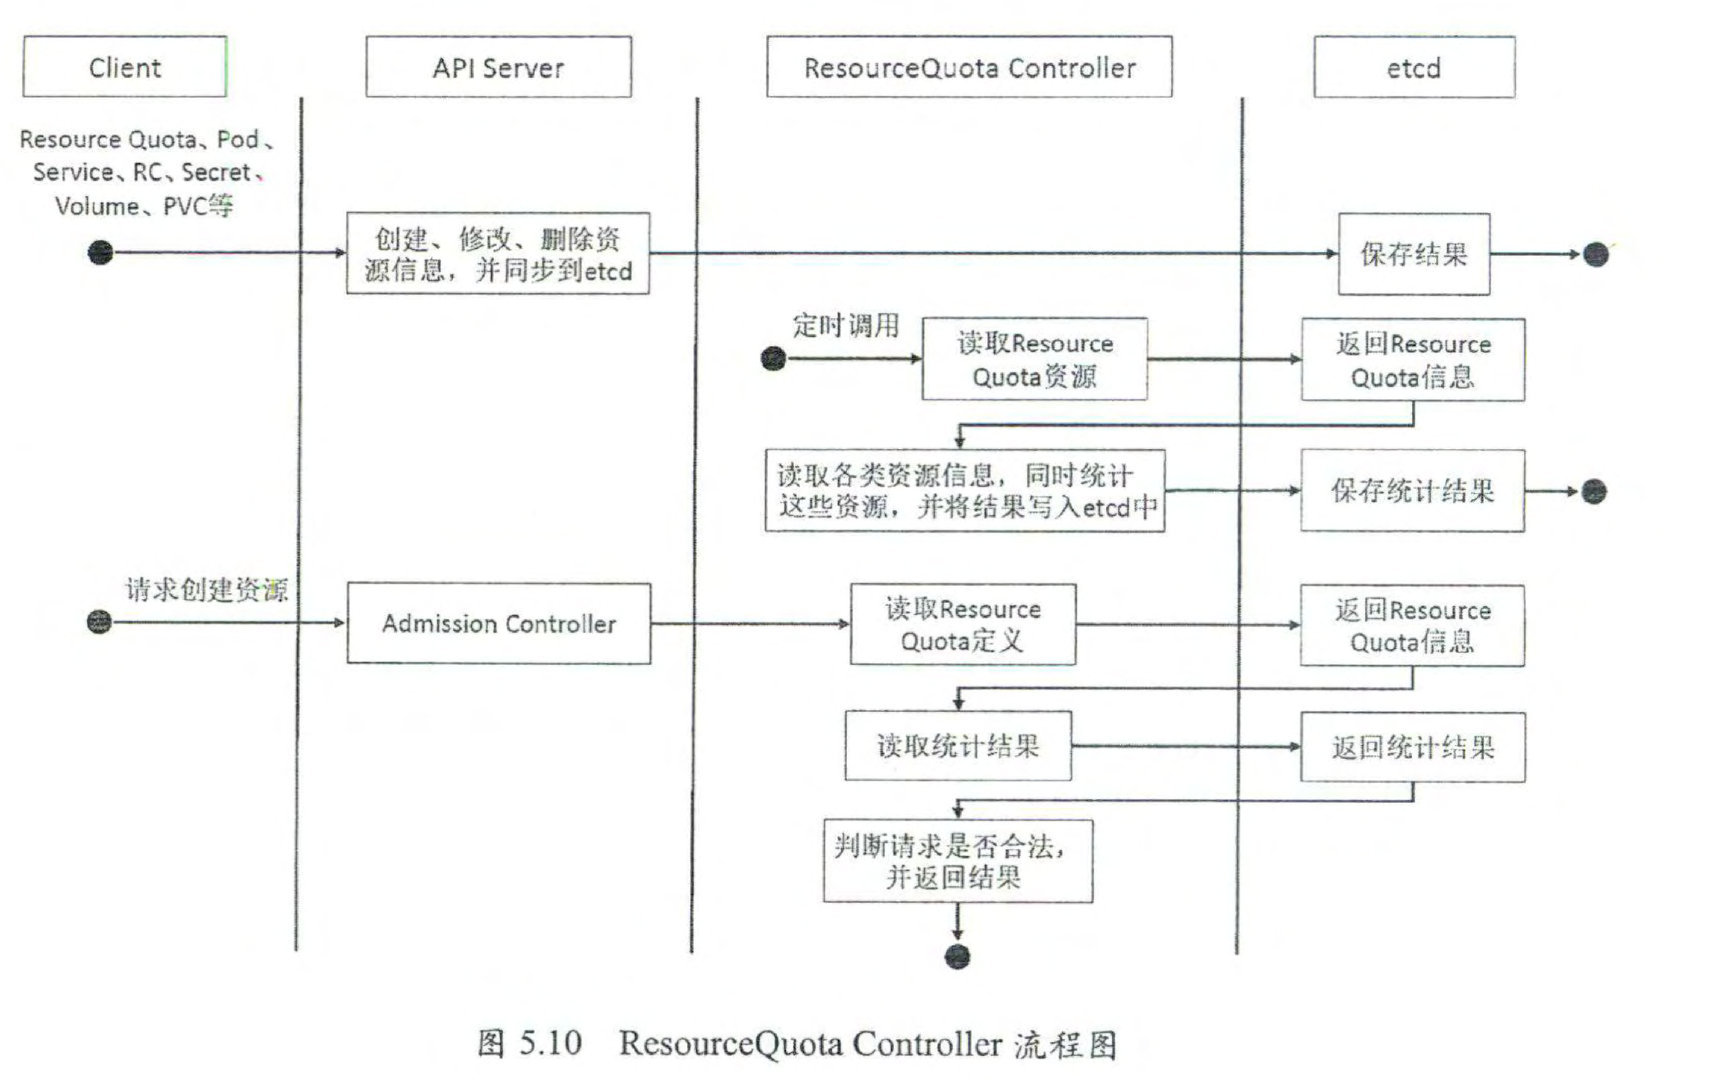 Client
API Server
ResourceQuota Controller
etcd
Resource Quota、Pod、
Service、RC、Secret、
Volume、PVC等
创建、修改、删除资
源信息，并同步到etcd
保存结果
定时调用
读取Resource
Quota资源
返回Resource
Quota信息
读取各类资源信息，同时统计
这些资源，并将结果写入etcd中
保存统计结果
请求创建资源
Admission Controller
读取Resource
Quota定义
返回Resource
Quota信息
读取统计结果
返回统计结果
判断请求是否合法，
并返回结果
图 5.10 ResourceQuota Controller 流程图